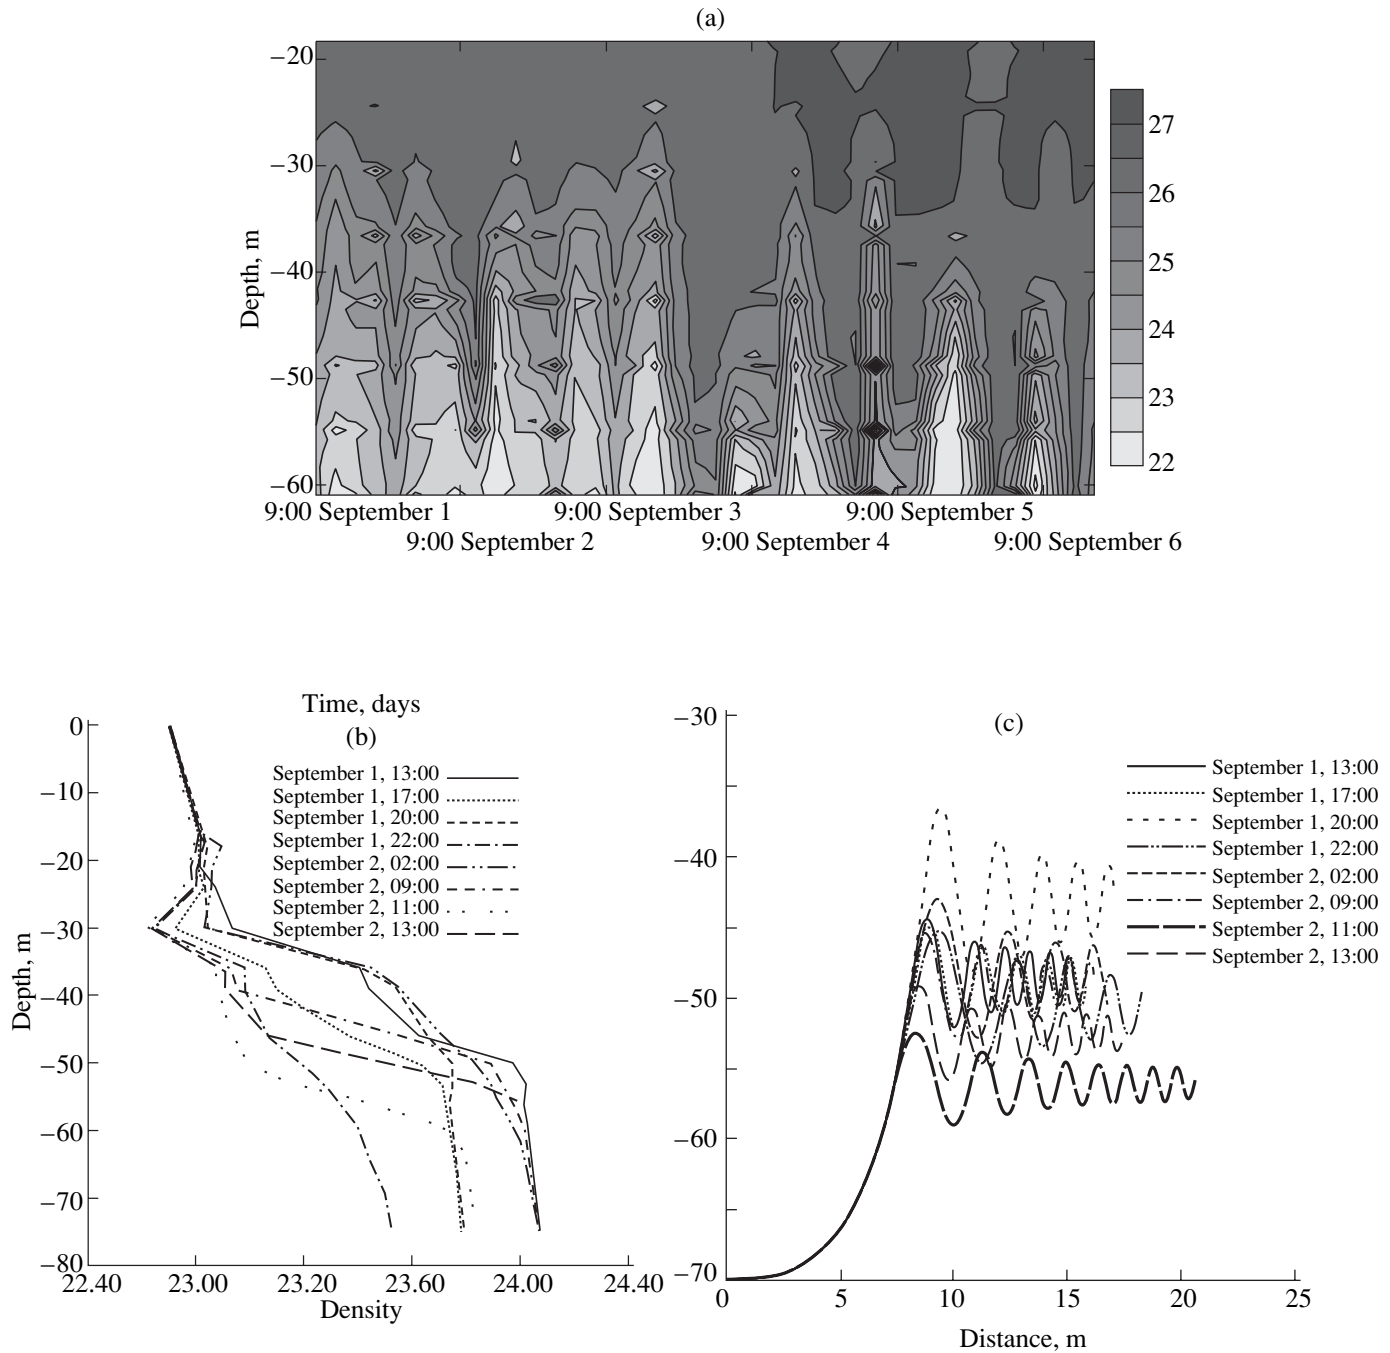 (a)
−20
−30
−40
−50
−60
Depth, m
27
26
25
24
23
22
9:00 September 1
9:00 September 3
9:00 September 5
9:00 September 2
9:00 September 4
9:00 September 6
Time, days
(b)
0
−10
−20
−30
−40
−50
−60
−70
−80
Depth, m
September 1, 13:00
September 1, 17:00
September 1, 20:00
September 1, 22:00
September 2, 02:00
September 2, 09:00
September 2, 11:00
September 2, 13:00
22.40
23.00
23.20
23.60
24.00
24.40
Density
(c)
−30
−40
−50
−60
−70
September 1, 13:00
September 1, 17:00
September 1, 20:00
September 1, 22:00
September 2, 02:00
September 2, 09:00
September 2, 11:00
September 2, 13:00
0
5
10
15
20
25
Distance, m